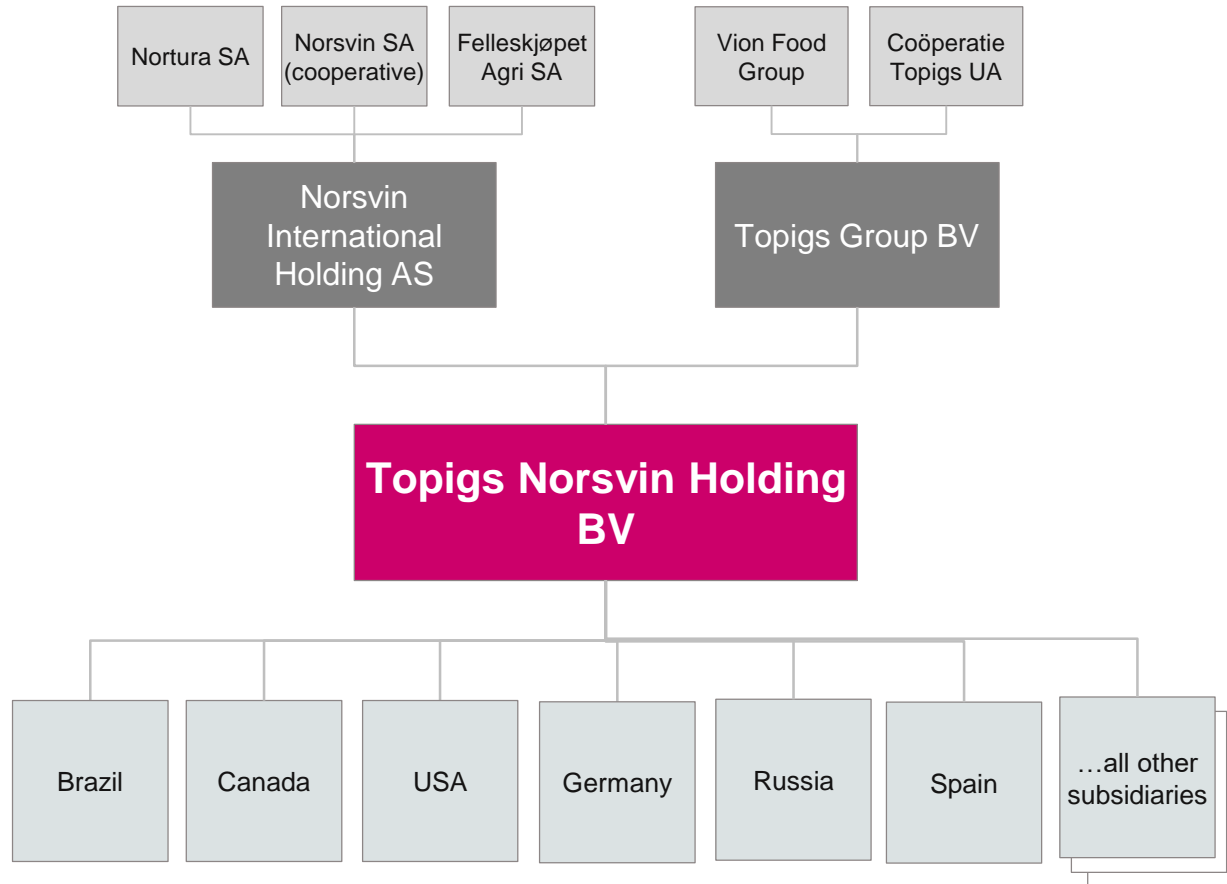 Nortura SA
Norsvin SA
(cooperative)
Felleskjøpet
Agri SA
Vion Food
Group
Coöperatie
Topigs UA
Norsvin
International
Holding AS
Topigs Group BV
Topigs Norsvin Holding
BV
Brazil
Canada
USA
Germany
Russia
Spain
…all other
subsidiaries